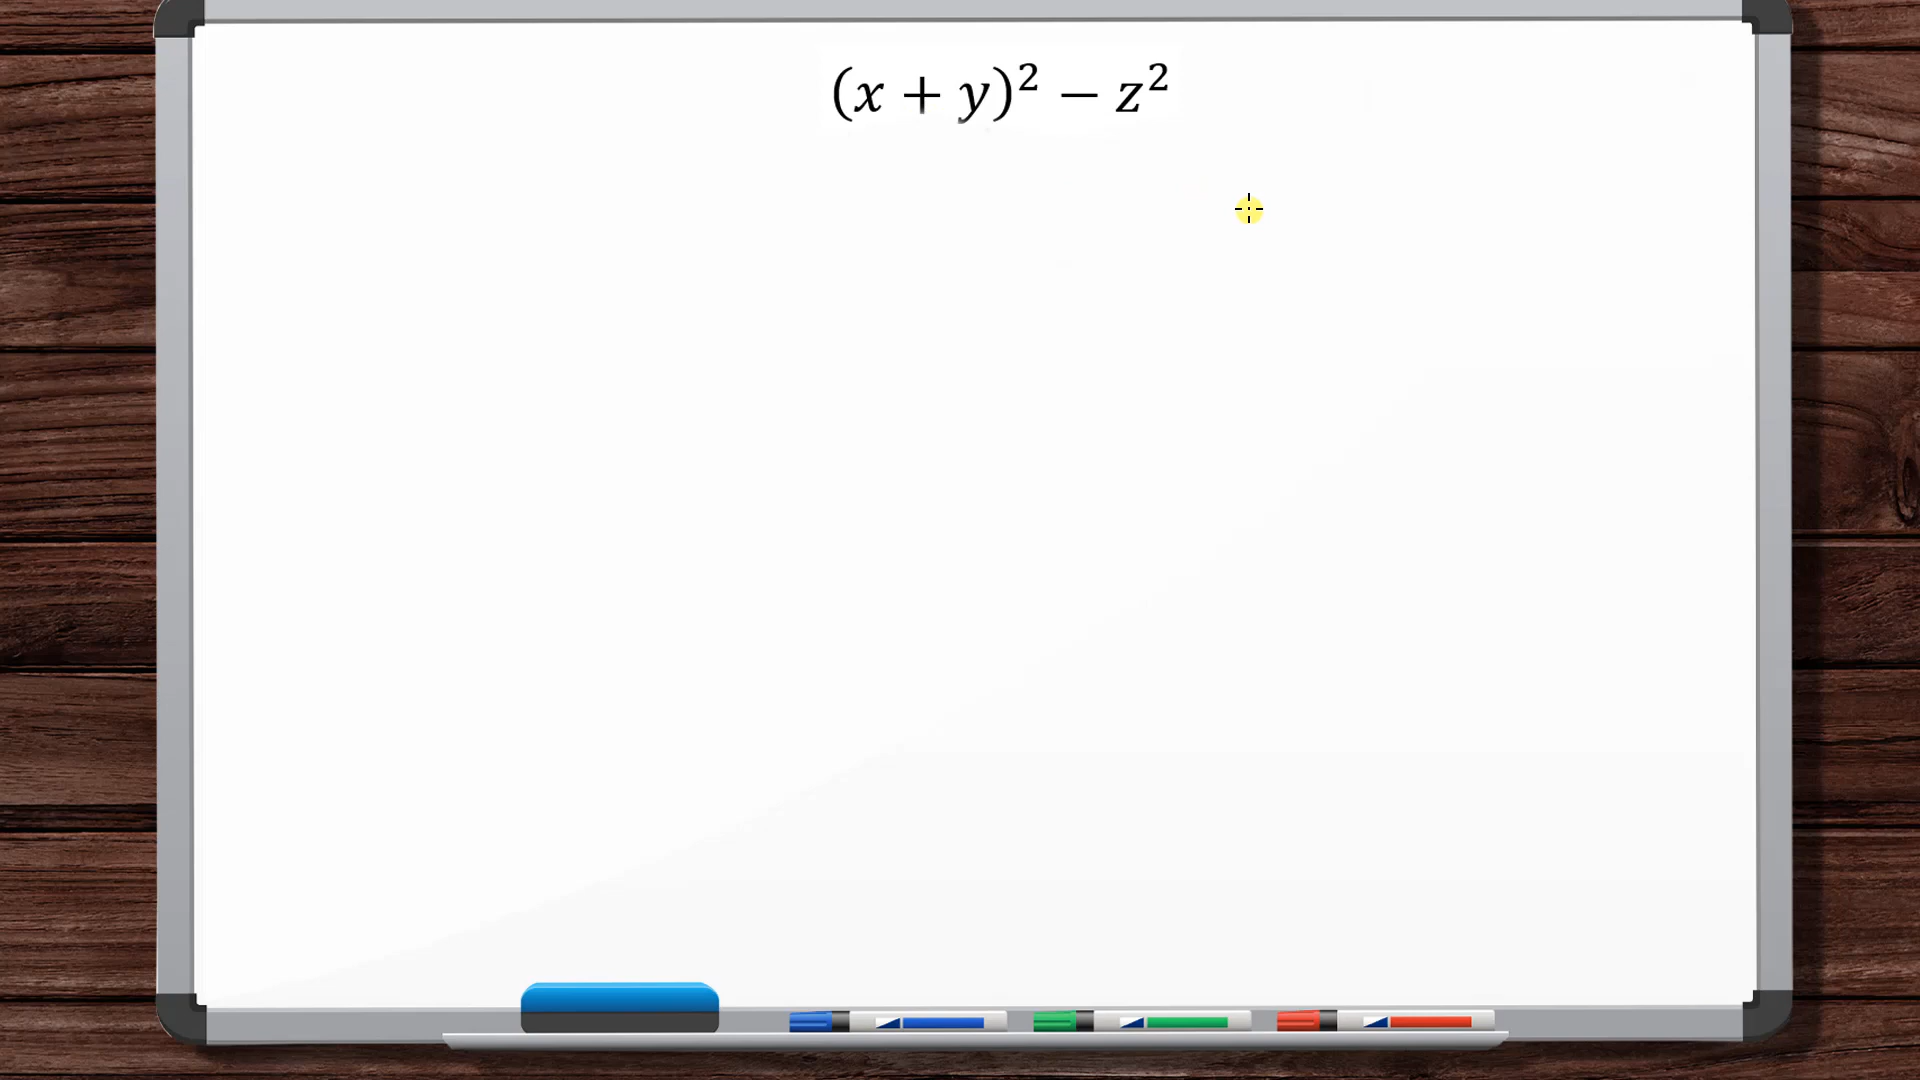 (x + y)² − z²